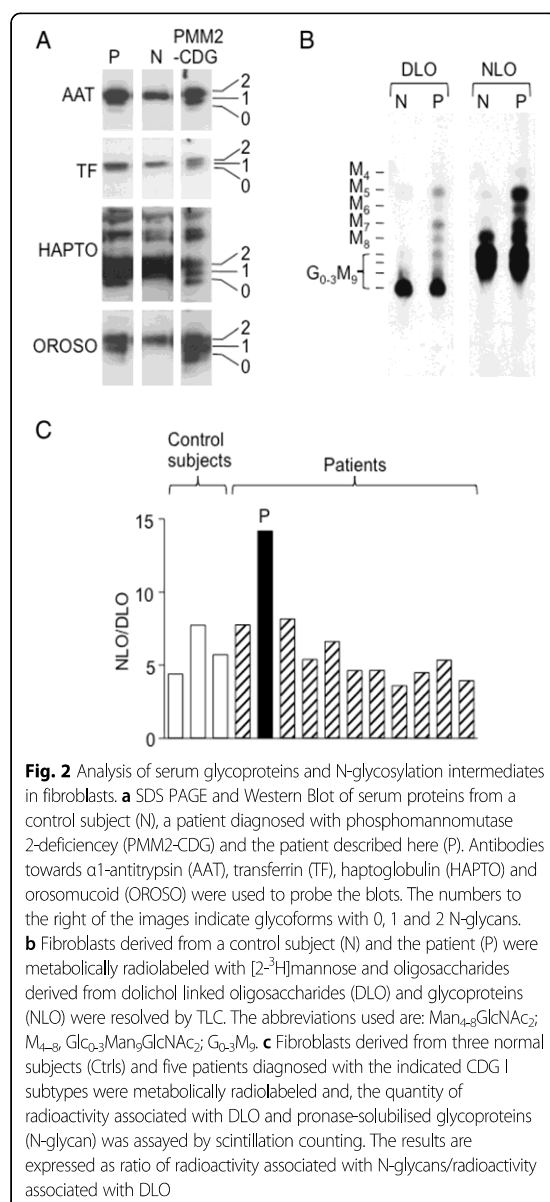 A
B
PMM2
P N -CDG
AAT
2
1
0
TF
2
1
0
HAPTO
2
1
0
OROSO
2
1
0
DLO NLO
N P N P
M4
M5
M6
M7
M8
G0-3M9
C
Control
subjects
Patients
P
NLO/DLO
15
10
5
0
Fig. 2 Analysis of serum glycoproteins and N-glycosylation intermediates
in fibroblasts. a SDS PAGE and Western Blot of serum proteins from a
control subject (N), a patient diagnosed with phosphomannomutase
2-deficiencey (PMM2-CDG) and the patient described here (P). Antibodies
towards α1-antitrypsin (AAT), transferrin (TF), haptoglobulin (HAPTO) and
orosomucoid (OROSO) were used to probe the blots. The numbers to
the right of the images indicate glycoforms with 0, 1 and 2 N-glycans.
b Fibroblasts derived from a control subject (N) and the patient (P) were
metabolically radiolabeled with [2-³H]mannose and oligosaccharides
derived from dolichol linked oligosaccharides (DLO) and glycoproteins
(NLO) were resolved by TLC. The abbreviations used are: Man4-8GlcNAc2;
M4–8, Glc0-3Man9GlcNAc2; G0-3M9. c Fibroblasts derived from three normal
subjects (Ctrls) and five patients diagnosed with the indicated CDG I
subtypes were metabolically radiolabeled and, the quantity of
radioactivity associated with DLO and pronase-solubilised glycoproteins
(N-glycan) was assayed by scintillation counting. The results are
expressed as ratio of radioactivity associated with N-glycans/radioactivity
associated with DLO